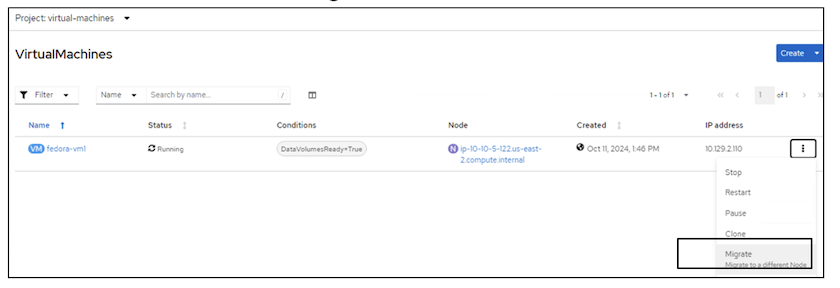 Project: virtual-machines
VirtualMachines
Create
Filter Name Search by name... / 1 - 1 of 1 1 of 1
Name Status Conditions Node Created IP address
VM fedora-vm1 Running DataVolumesReady=True N ip-10-10-5-122.us-east- Oct 11, 2024, 1:46 PM 10.129.2.110
2.compute.internal
Stop
Restart
Pause
Clone
Migrate
Migrate to a different Node